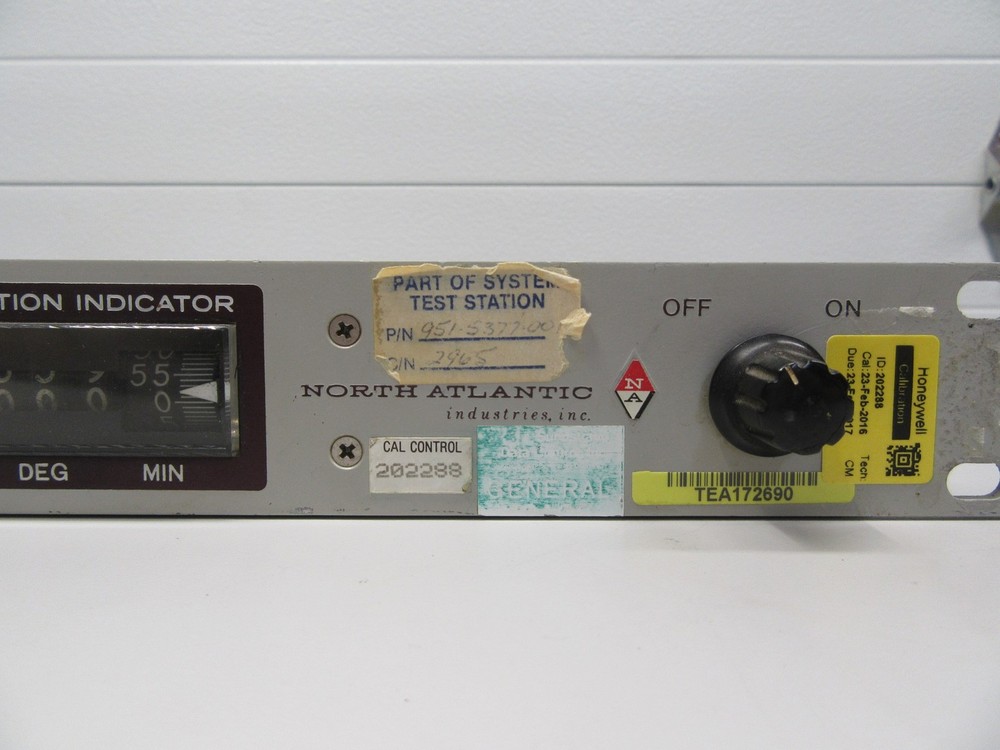 TION INDICATOR
55
0
DEG MIN
PART OF SYSTEM
TEST STATION
P/N 951-5377-001
S/N 2965
NORTH ATLANTIC
industries, inc.
NA
CAL CONTROL
202288
GENERAL
OFF ON
TEA172690
Honeywell
Calibration
ID: 202288
Cal: 23-Feb-2016 Tech:
CM